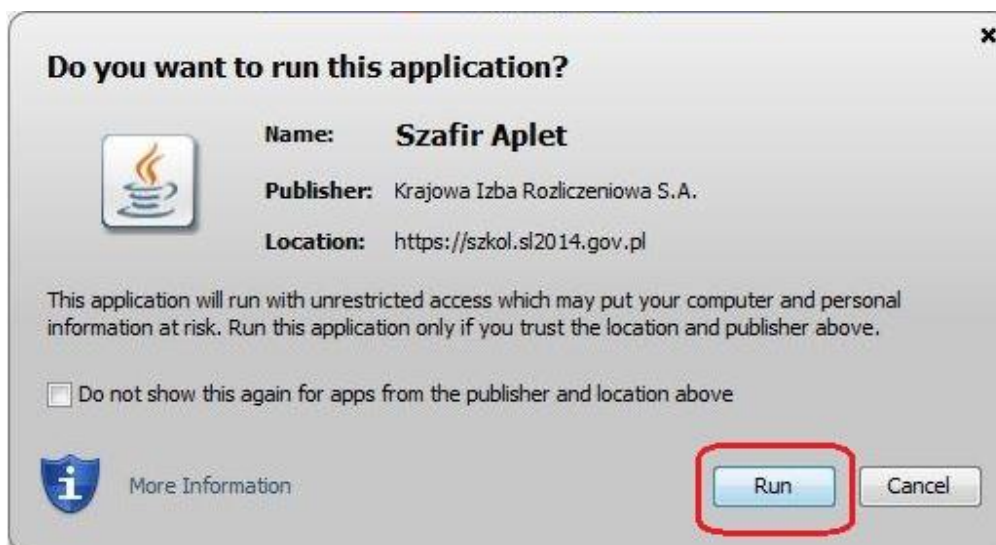 Do you want to run this application?
Name: Szafir Aplet
Publisher: Krajowa Izba Rozliczeniowa S.A.
Location: https://szkol.sl2014.gov.pl
This application will run with unrestricted access which may put your computer and personal
information at risk. Run this application only if you trust the location and publisher above.
Do not show this again for apps from the publisher and location above
More Information
Run
Cancel